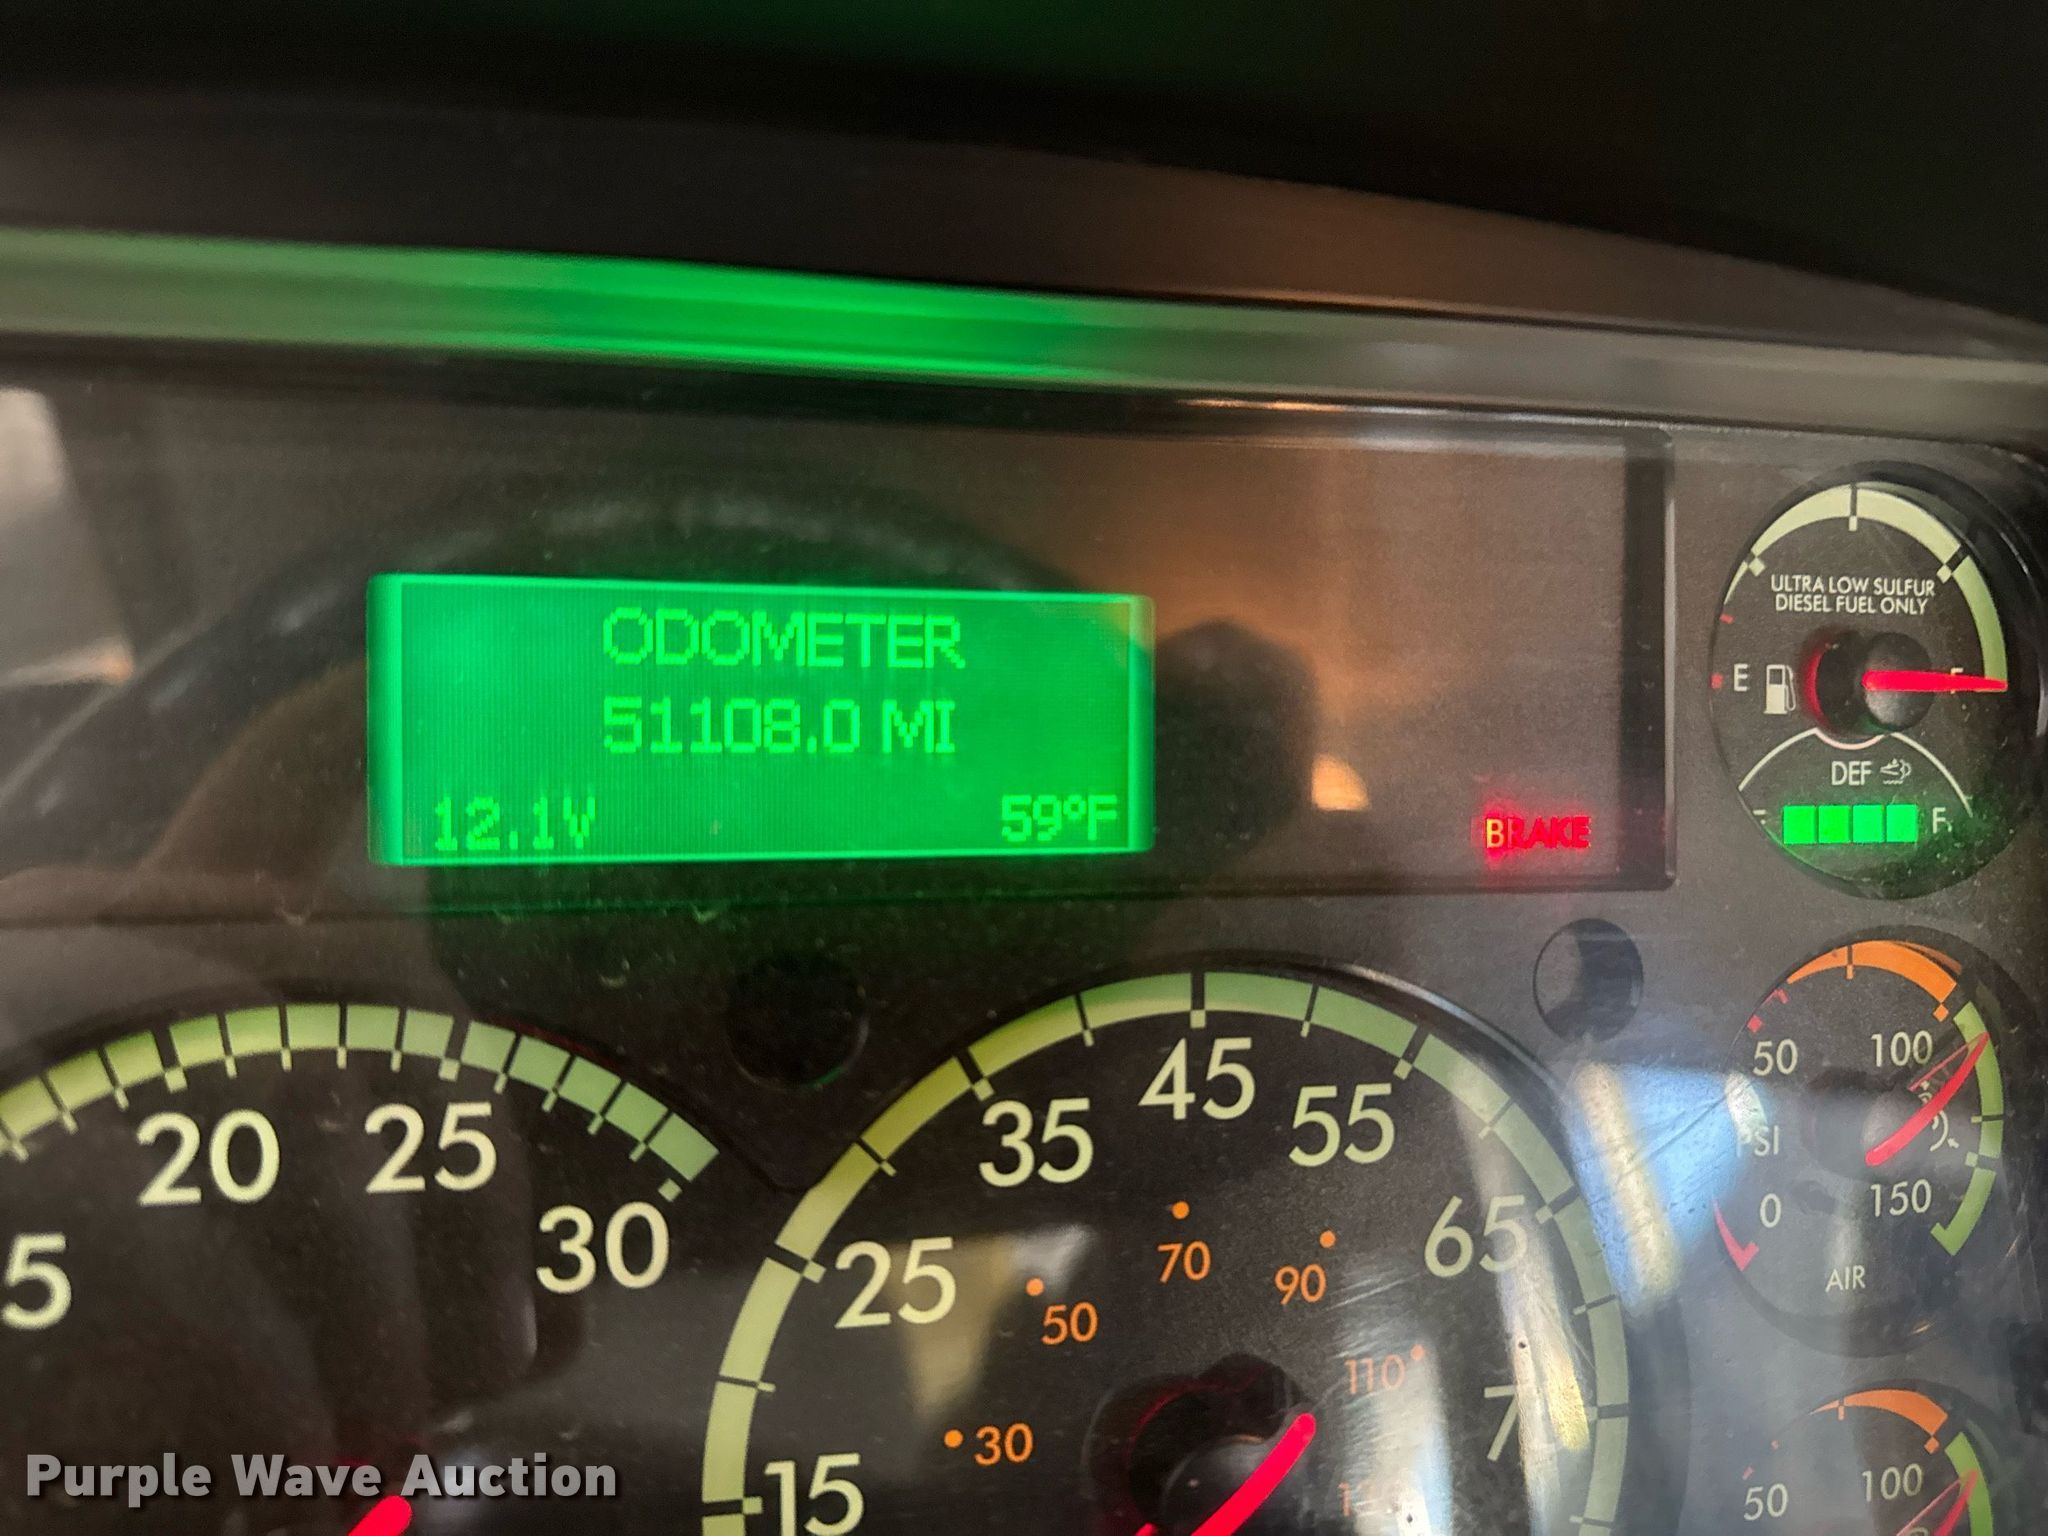 ODOMETER
51108.0 MI
12.1V
59°F
BRAKE
ULTRA LOW SULFUR
DIESEL FUEL ONLY
E
F
DEF
F
50
100
PSI
0
150
AIR
5
20
25
30
15
25
35
45
55
65
30
50
70
90
110
50
100
Purple Wave Auction